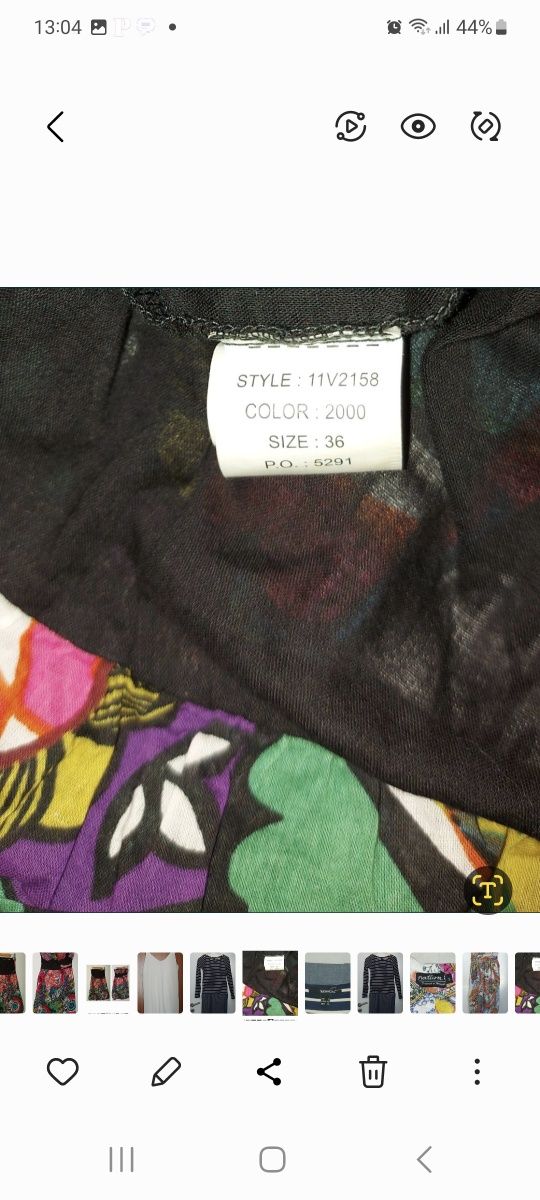 13:04
44%
STYLE : 11V2158
COLOR : 2000
SIZE : 36
P.O. : 5291
T